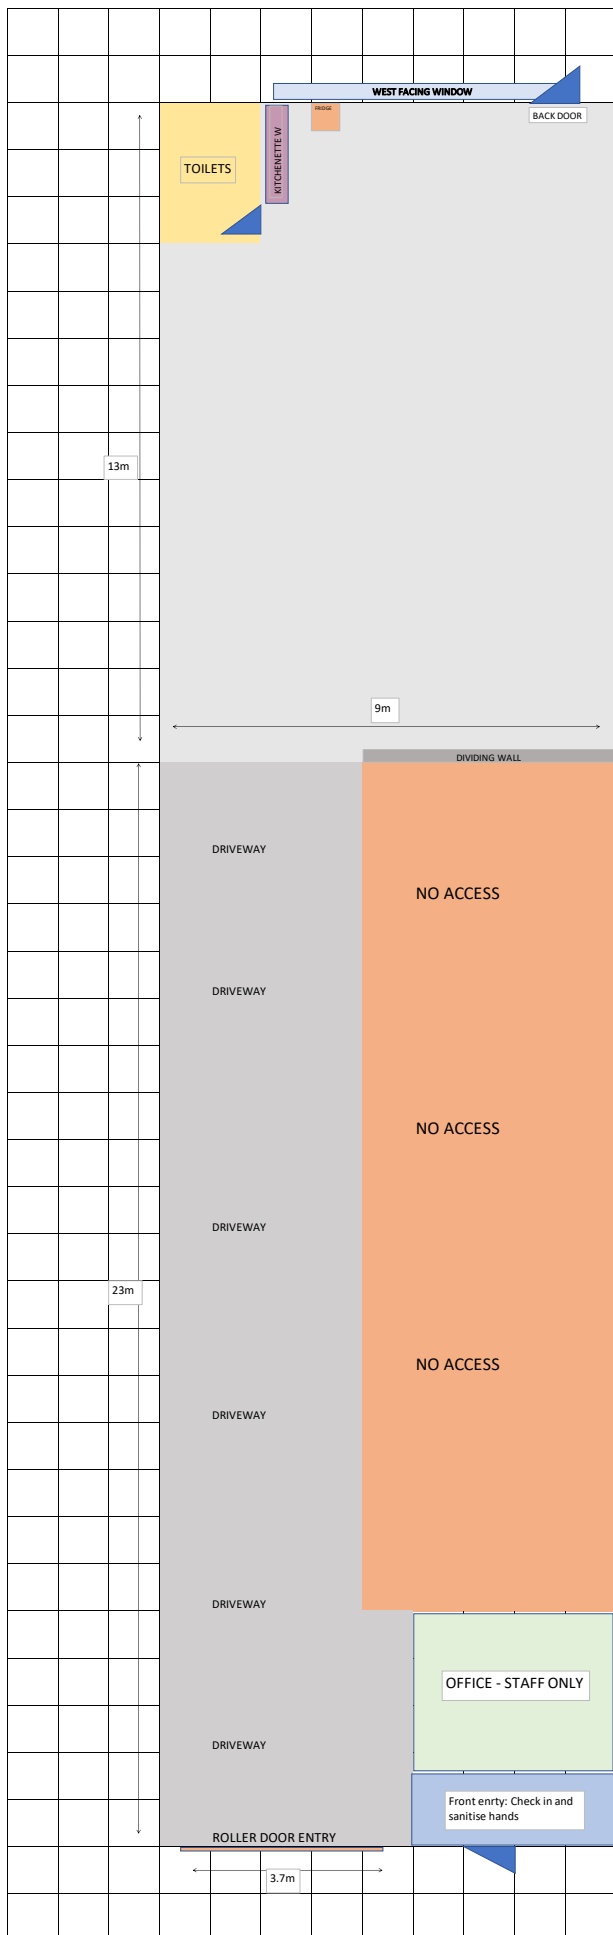 WEST FACING WINDOW
BACK DOOR
FRIDGE
KITCHENETTE W
TOILETS
13m
9m
DIVIDING WALL
DRIVEWAY
NO ACCESS
DRIVEWAY
NO ACCESS
DRIVEWAY
23m
NO ACCESS
DRIVEWAY
DRIVEWAY
OFFICE - STAFF ONLY
DRIVEWAY
Front enrty: Check in and
sanitise hands
ROLLER DOOR ENTRY
3.7m